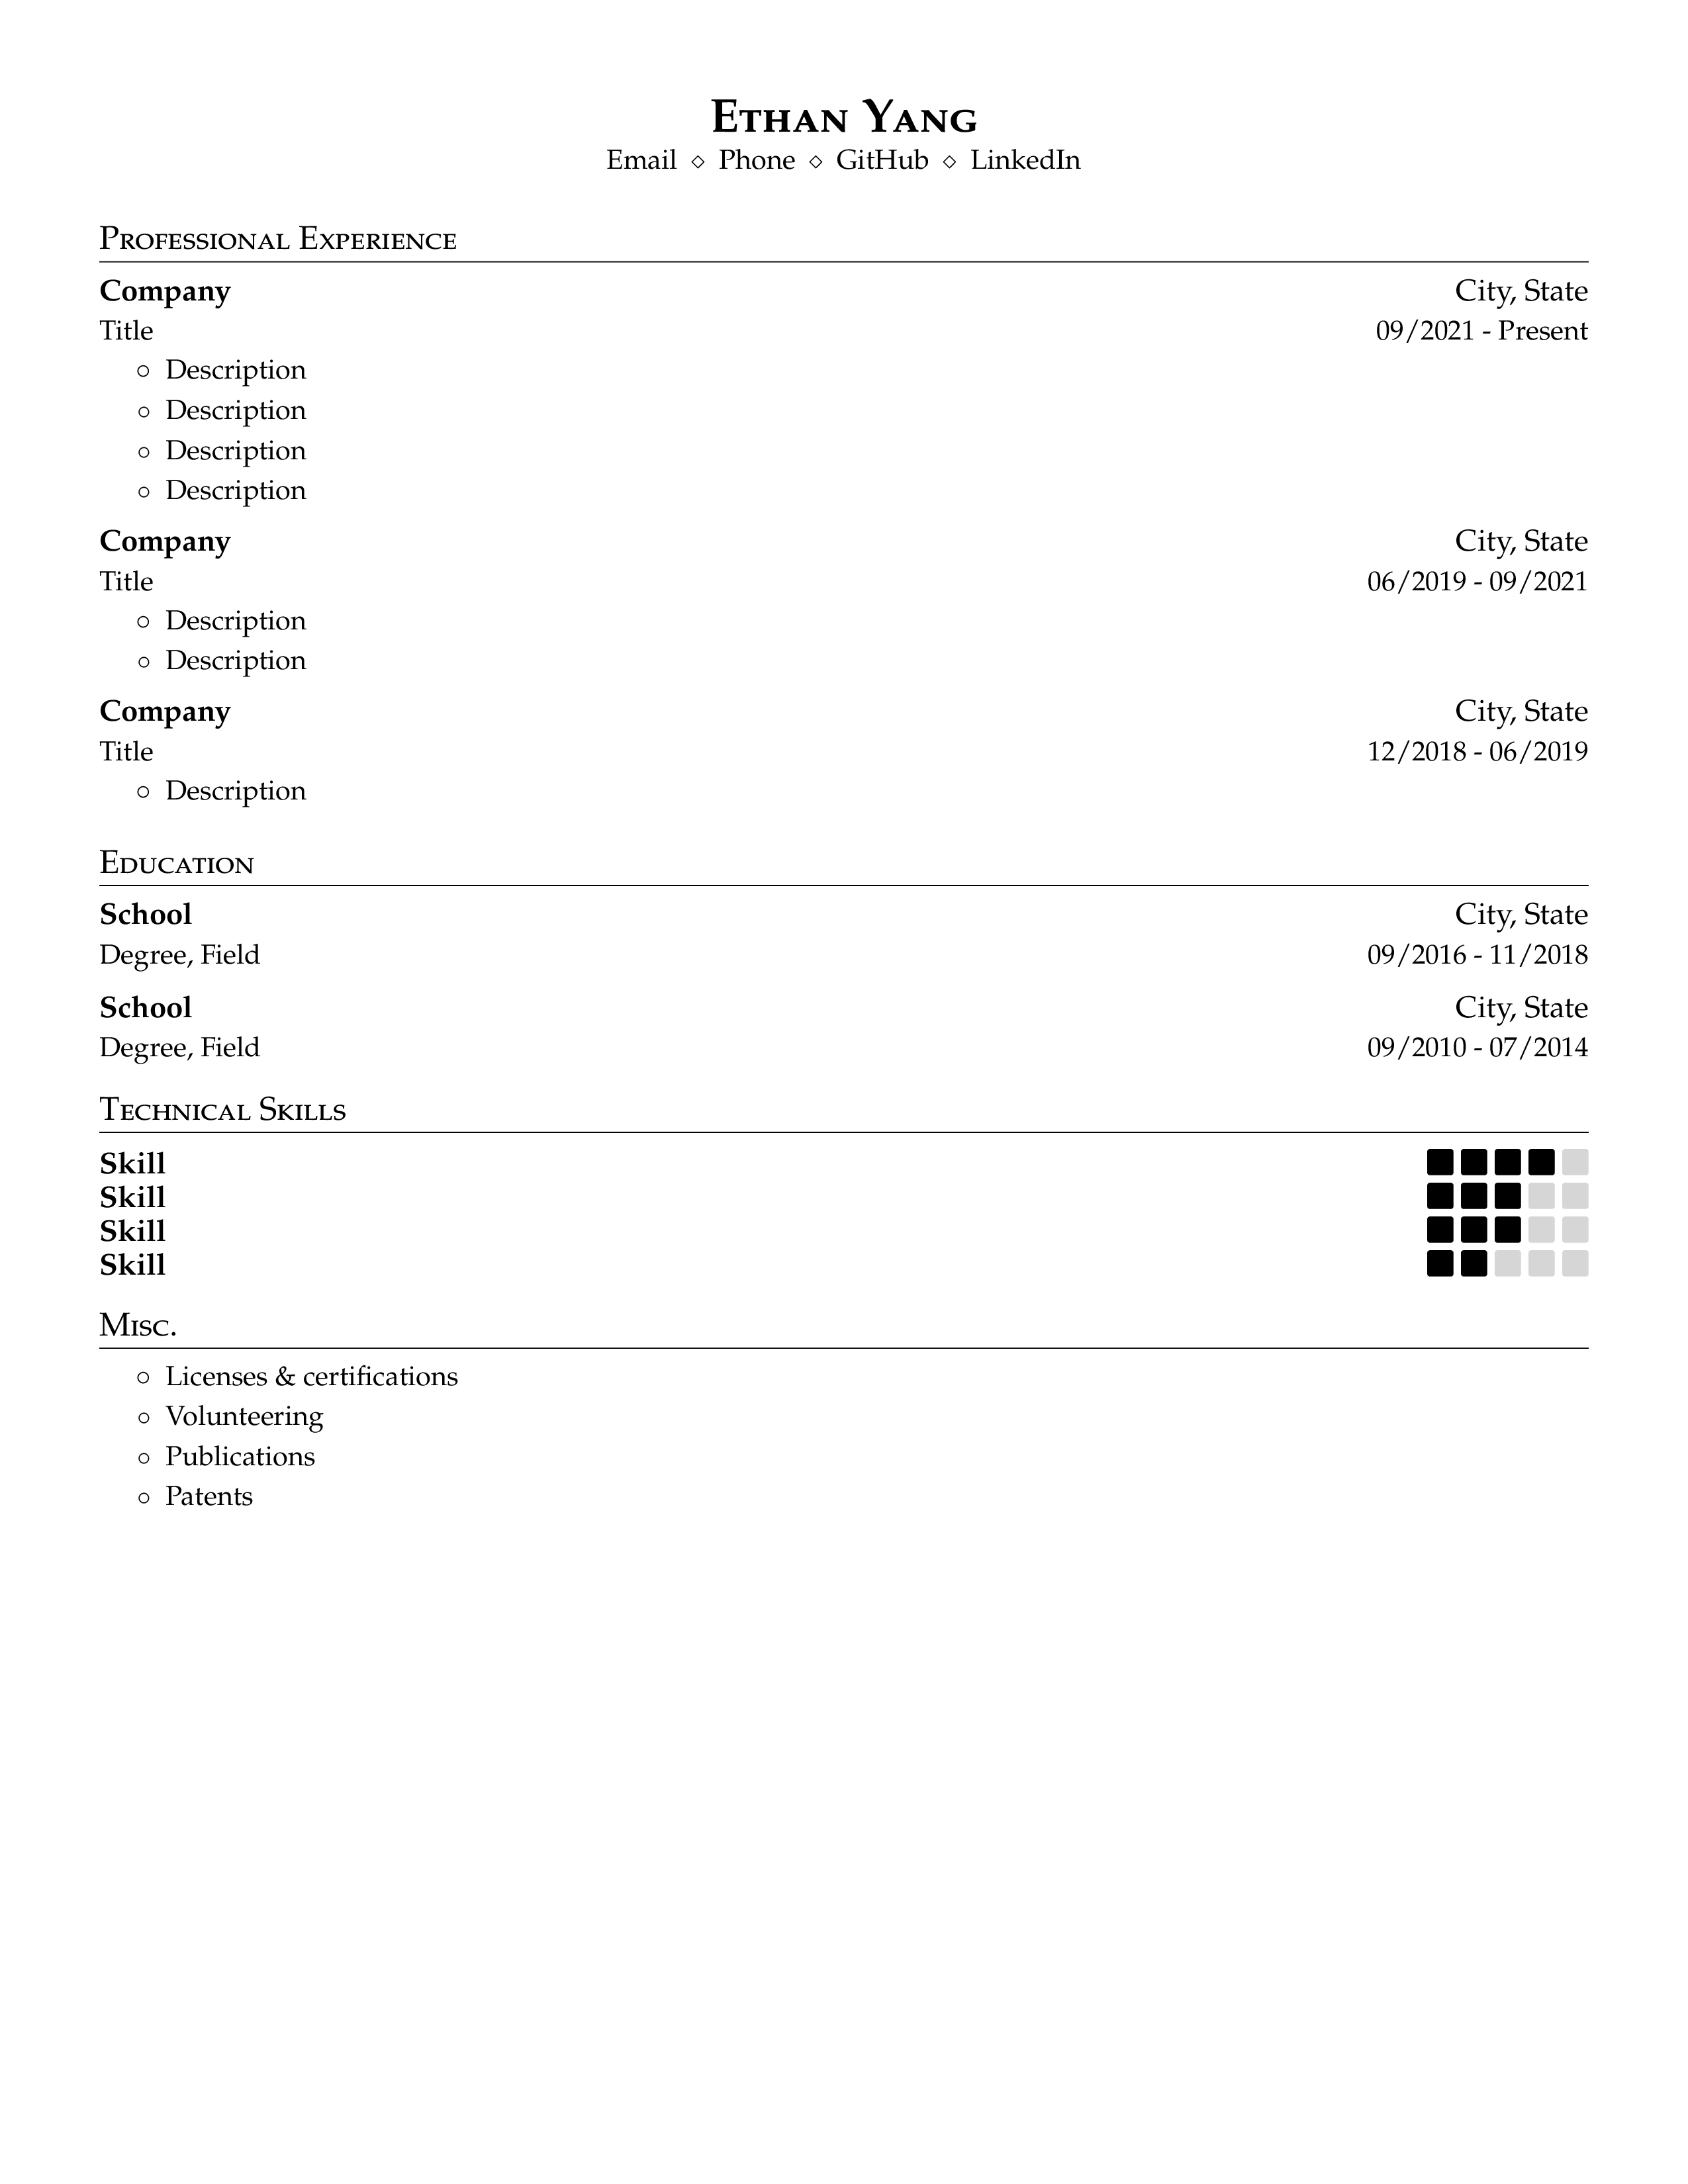 Ethan Yang
Email ⋄ Phone ⋄ GitHub ⋄ LinkedIn
Professional Experience
Company City, State
Title 09/2021 - Present
◦ Description
◦ Description
◦ Description
◦ Description
Company City, State
Title 06/2019 - 09/2021
◦ Description
◦ Description
Company City, State
Title 12/2018 - 06/2019
◦ Description
Education
School City, State
Degree, Field 09/2016 - 11/2018
School City, State
Degree, Field 09/2010 - 07/2014
Technical Skills
Skill
Skill
Skill
Skill
Misc.
◦ Licenses & certifications
◦ Volunteering
◦ Publications
◦ Patents